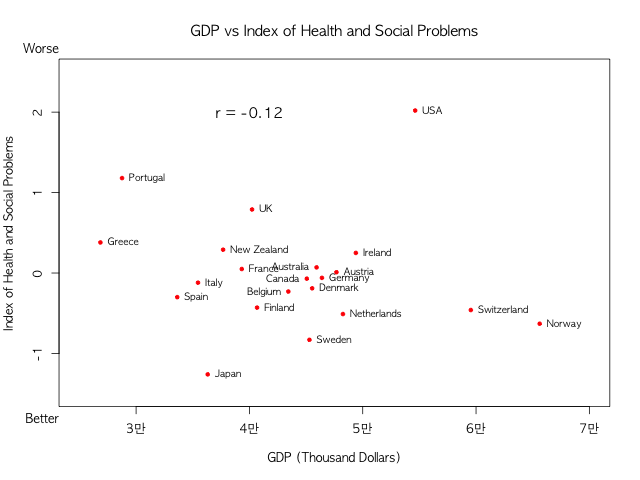 GDP vs Index of Health and Social Problems
Worse
r = -0.12
USA
Portugal
UK
Greece
New Zealand
Ireland
France
Australia
Austria
Canada
Germany
Italy
Denmark
Belgium
Spain
Finland
Netherlands
Switzerland
Norway
Sweden
Japan
2
1
0
-1
Index of Health and Social Problems
Better
3만 4만 5만 6만 7만
GDP (Thousand Dollars)